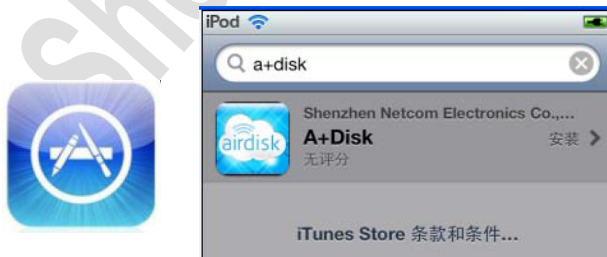 Sho
iPod
a+disk
Shenzhen Netcom Electronics Co.,...
airdisk
A+Disk
安装
无评分
iTunes Store 条款和条件...